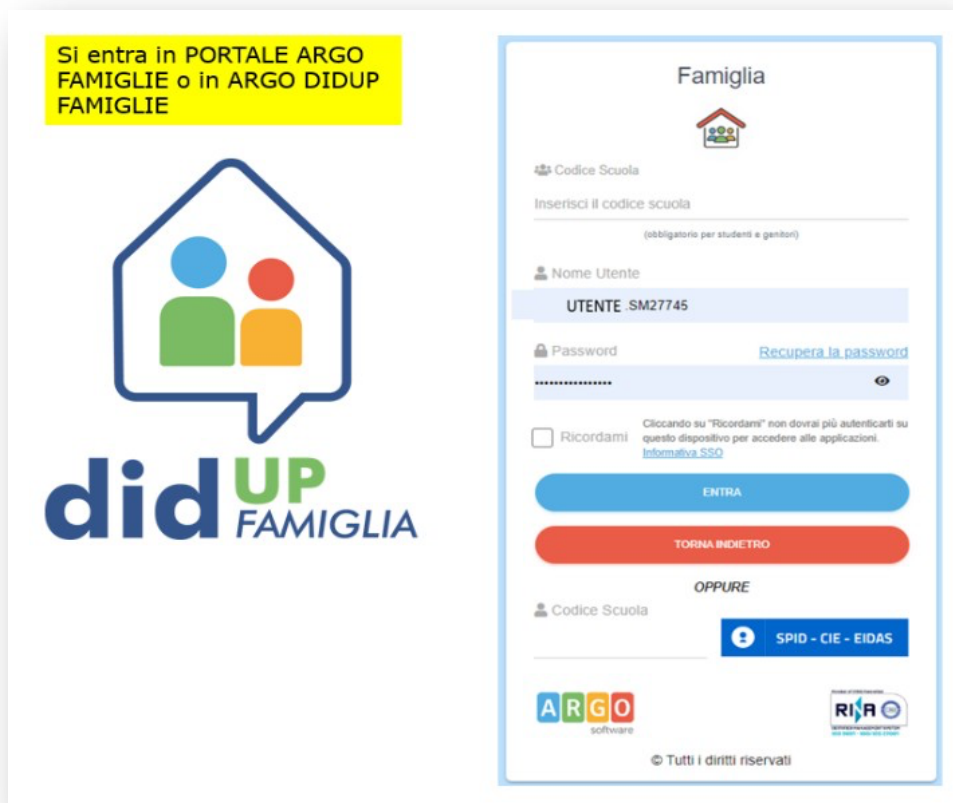 Si entra in PORTALE ARGO
FAMIGLIE o in ARGO DIDUP
FAMIGLIE
did UP
FAMIGLIA
Famiglia
Codice Scuola
Inserisci il codice scuola
(obbligatorio per studenti e genitori)
Nome Utente
UTENTE .SM27745
Password
Recupera la password
................
Ricordami
Cliccando su "Ricordami" non dovrai più autenticarti su
questo dispositivo per accedere alle applicazioni.
Informativa SSO
ENTRA
TORNA INDIETRO
OPPURE
Codice Scuola
SPID - CIE - EIDAS
ARGO
software
RINA
© Tutti i diritti riservati